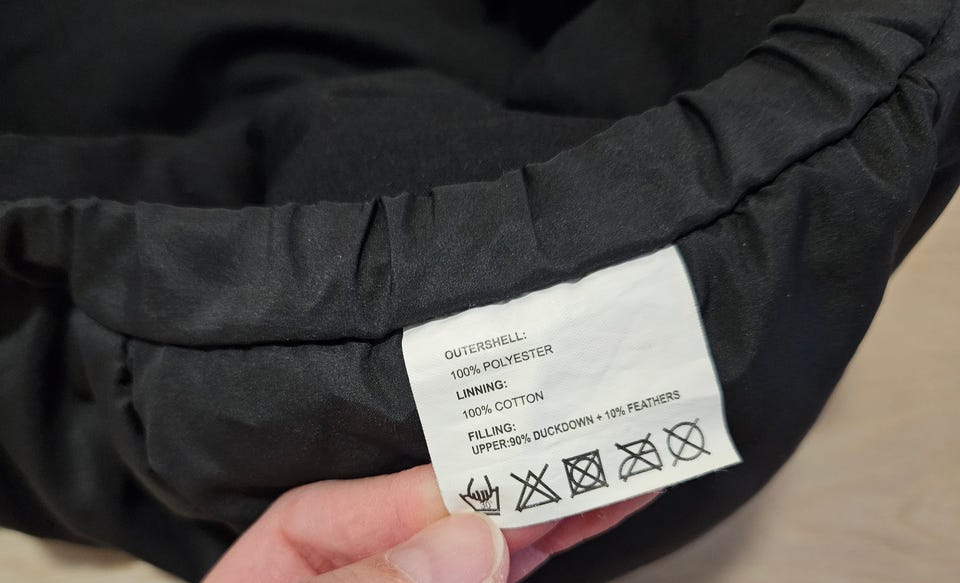 OUTERSHELL:
100% POLYESTER
LINNING:
100% COTTON
FILLING:
UPPER:90% DUCKDOWN + 10% FEATHERS